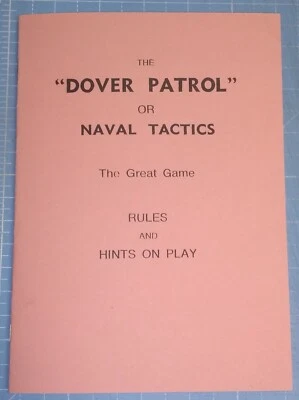 THE
"DOVER PATROL"
OR
NAVAL TACTICS
The Great Game
RULES
AND
HINTS ON PLAY